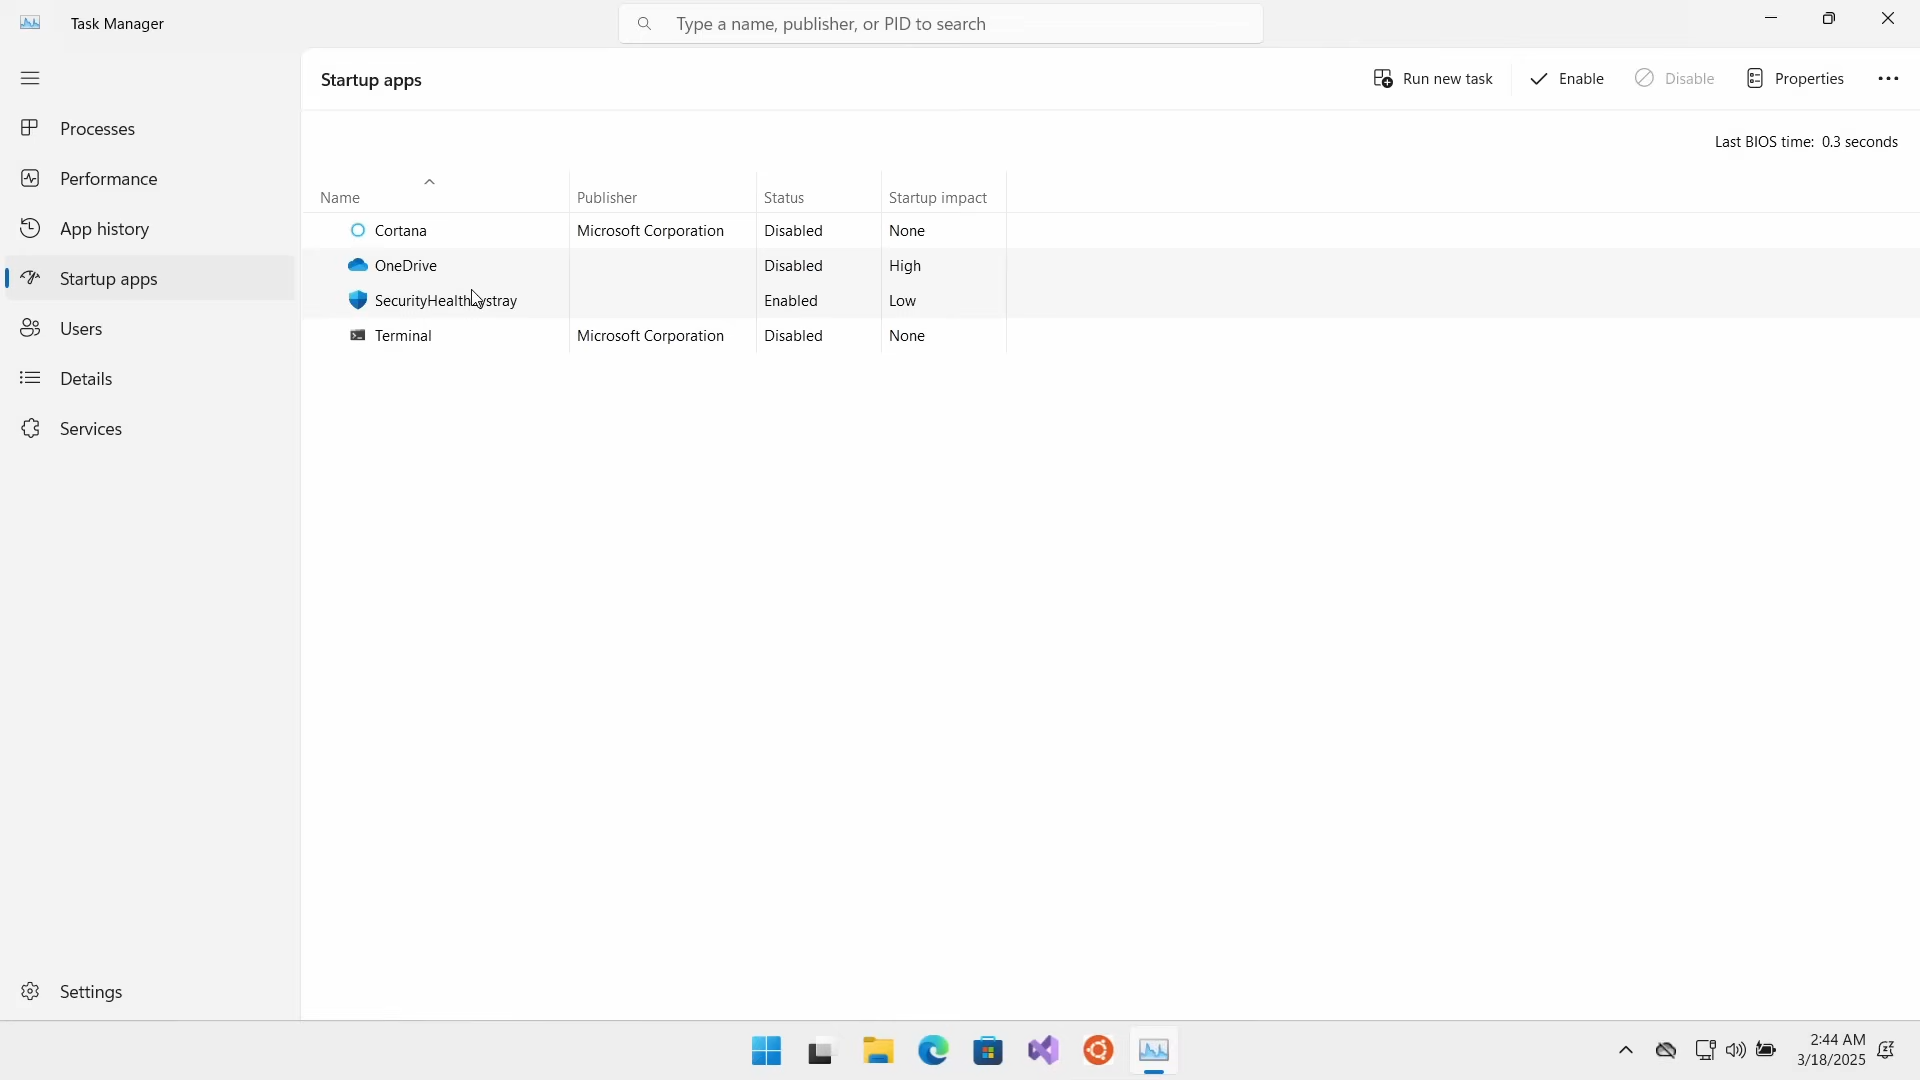 Task Manager
Type a name, publisher, or PID to search
Startup apps
Run new task
Enable
Disable
Properties
Last BIOS time: 0.3 seconds
Processes
Performance
App history
Startup apps
Users
Details
Services
Settings
Name Publisher Status Startup impact
Cortana Microsoft Corporation Disabled None
OneDrive Disabled High
SecurityHealthSystray Enabled Low
Terminal Microsoft Corporation Disabled None
2:44 AM
3/18/2025